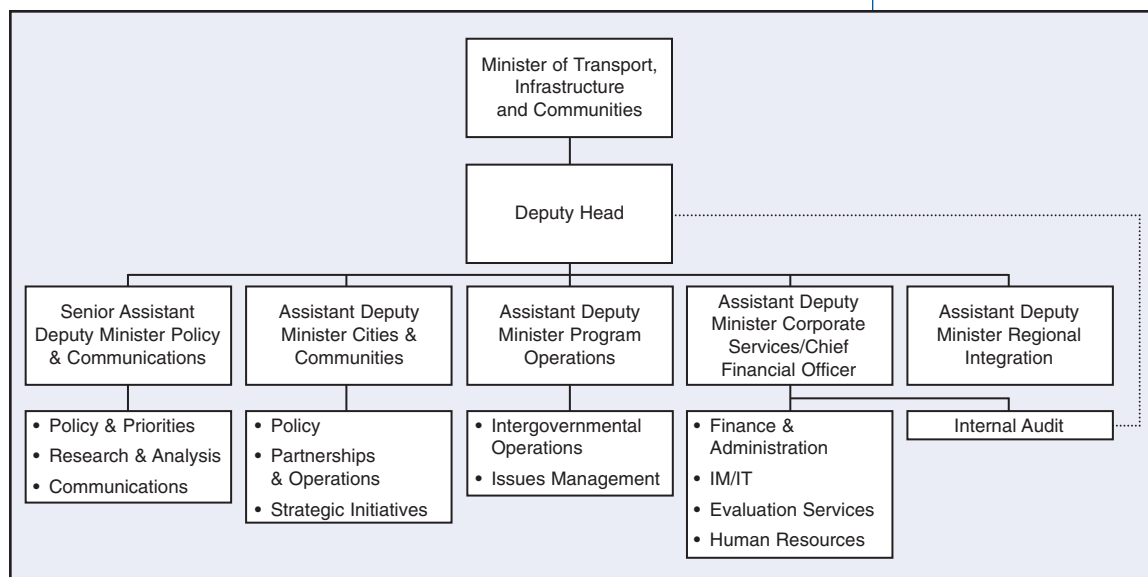 Minister of Transport,
Infrastructure
and Communities
Deputy Head
Senior Assistant
Deputy Minister Policy
& Communications
Assistant Deputy
Minister Cities &
Communities
Assistant Deputy
Minister Program
Operations
Assistant Deputy
Minister Corporate
Services/Chief
Financial Officer
Assistant Deputy
Minister Regional
Integration
• Policy & Priorities
• Research & Analysis
• Communications
• Policy
• Partnerships
& Operations
• Strategic Initiatives
• Intergovernmental
Operations
• Issues Management
• Finance &
Administration
• IM/IT
• Evaluation Services
• Human Resources
Internal Audit